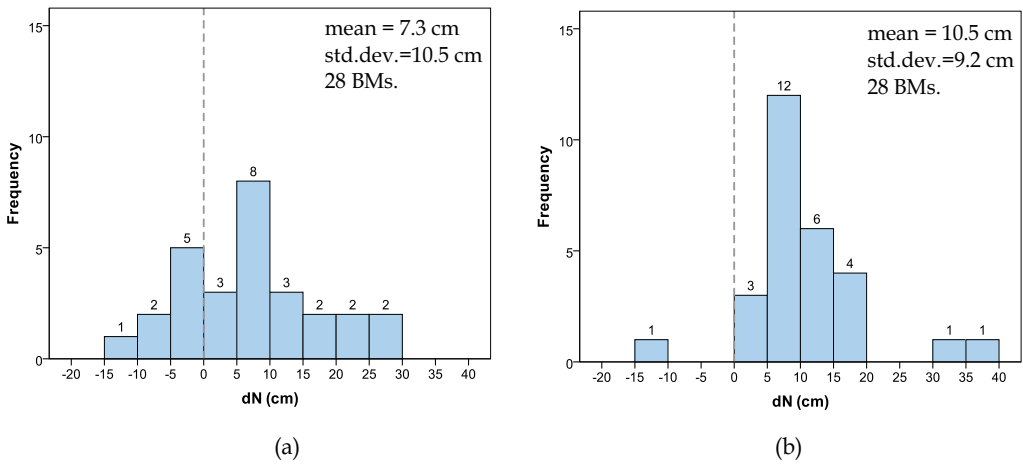 mean = 7.3 cm
std.dev.=10.5 cm
28 BMs.
15
10
5
0
Frequency
1
2
5
3
8
3
2
2
2
-20 -15 -10 -5 0 5 10 15 20 25 30 35 40
dN (cm)
(a)
mean = 10.5 cm
std.dev.=9.2 cm
28 BMs.
15
10
5
0
Frequency
1
3
12
6
4
1
1
-20 -15 -10 -5 0 5 10 15 20 25 30 35 40
dN (cm)
(b)